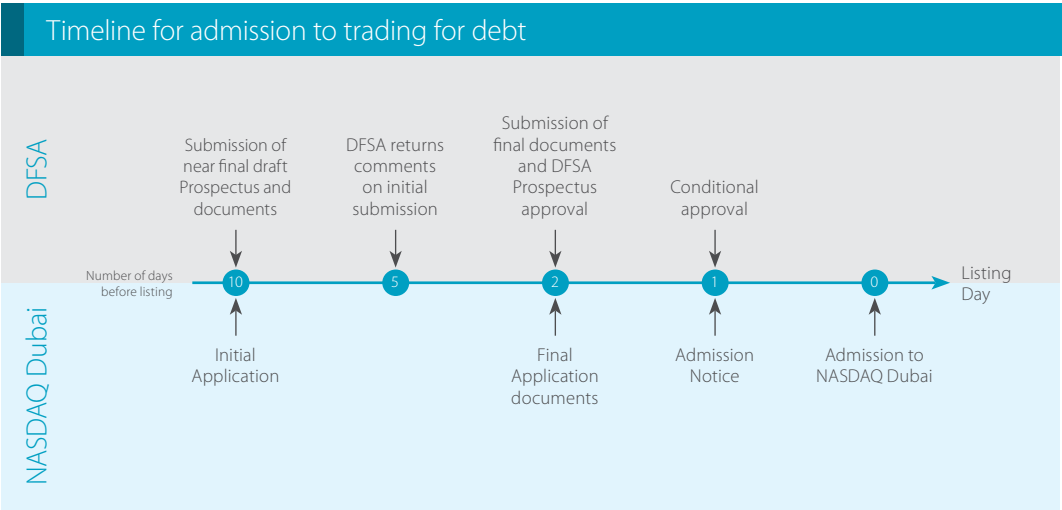 Timeline for admission to trading for debt
DFSA
Submission of
near final draft
Prospectus and
documents
DFSA returns
comments
on initial
submission
Submission of
final documents
and DFSA
Prospectus
approval
Conditional
approval
Number of days
before listing
10
5
2
1
0
Listing
Day
NASDAQ Dubai
Initial
Application
Final
Application
documents
Admission
Notice
Admission to
NASDAQ Dubai